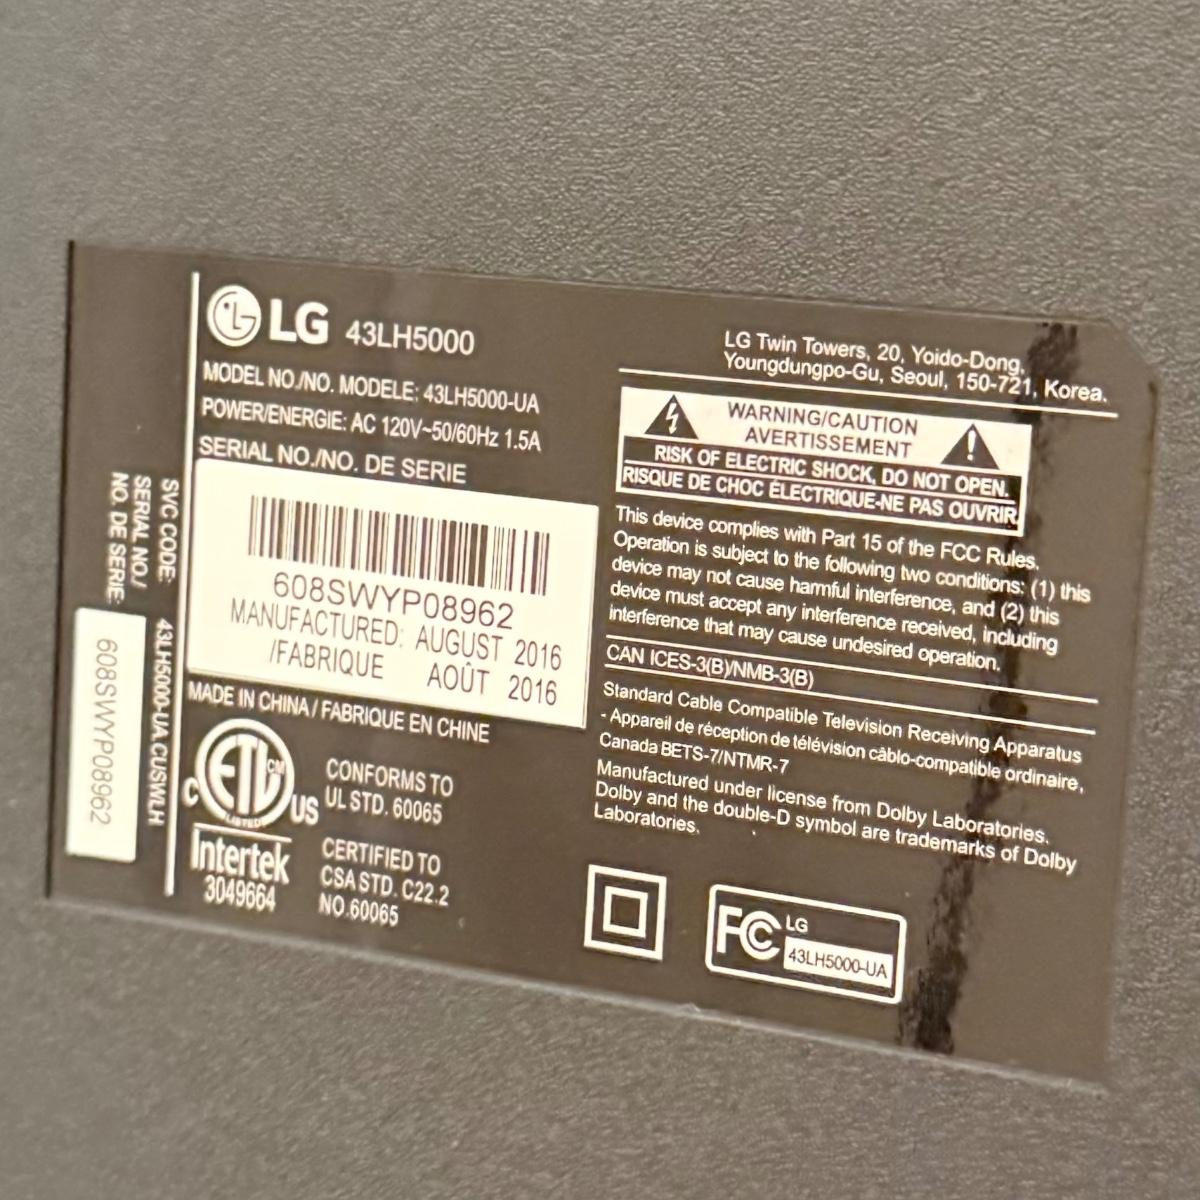 LG 43LH5000
MODEL NO./NO. MODELE: 43LH5000-UA
POWER/ENERGIE: AC 120V~50/60Hz 1.5A
SERIAL NO./NO. DE SERIE
608SWYP08962
MANUFACTURED: AUGUST 2016
/FABRIQUE AOÛT 2016
MADE IN CHINA / FABRIQUE EN CHINE
C ETL CM US
LISTED
Intertek
3049664
CONFORMS TO
UL STD. 60065
CERTIFIED TO
CSA STD. C22.2
NO.60065
SVC CODE: 43LH5000-UA.CUSWLH
SERIAL NO./
NO. DE SERIE: 608SWYP08962
LG Twin Towers, 20, Yoido-Dong,
Youngdungpo-Gu, Seoul, 150-721, Korea.
WARNING/CAUTION
AVERTISSEMENT
RISK OF ELECTRIC SHOCK, DO NOT OPEN.
RISQUE DE CHOC ÉLECTRIQUE-NE PAS OUVRIR
This device complies with Part 15 of the FCC Rules.
Operation is subject to the following two conditions: (1) this
device may not cause harmful interference, and (2) this
device must accept any interference received, including
interference that may cause undesired operation.
CAN ICES-3(B)/NMB-3(B)
Standard Cable Compatible Television Receiving Apparatus
- Appareil de réception de télévision câblo-compatible ordinaire,
Canada BETS-7/NTMR-7
Manufactured under license from Dolby Laboratories.
Dolby and the double-D symbol are trademarks of Dolby
Laboratories.
FC LG
43LH5000-UA